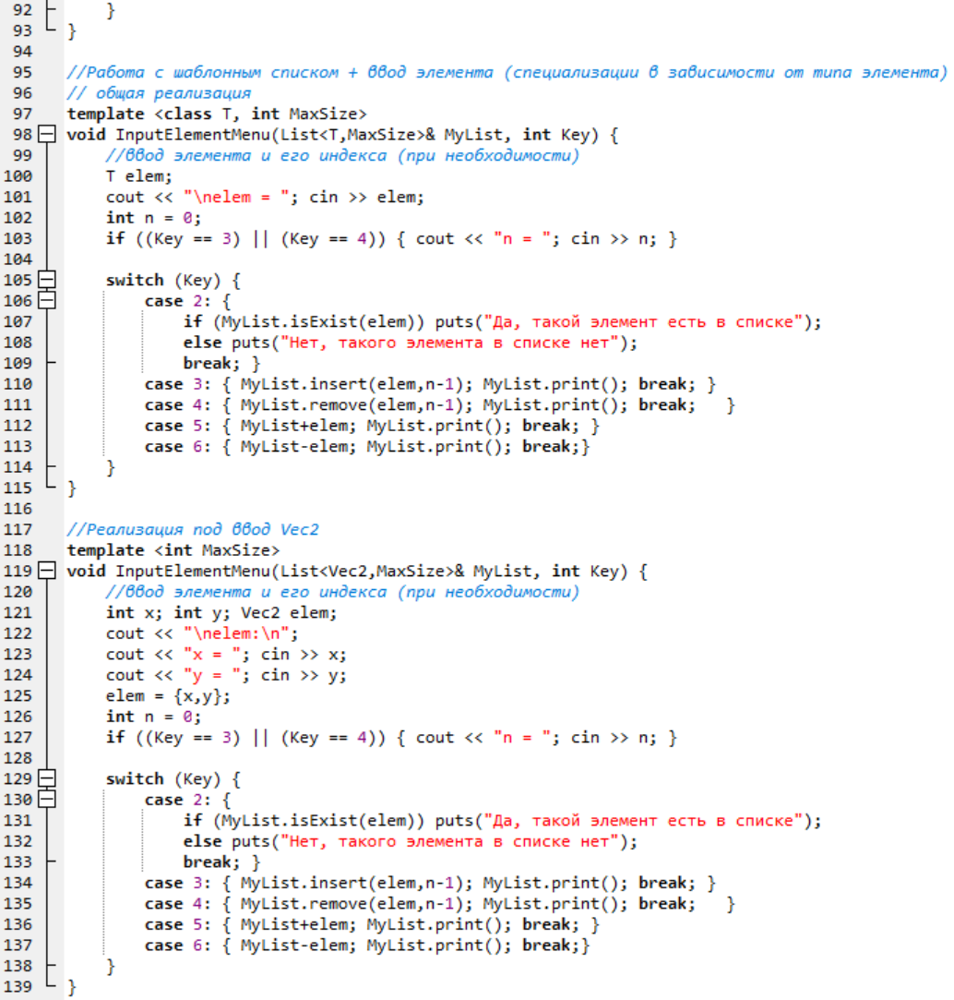 92 }
93 }
94
95 //Работа с шаблонным списком + ввод элемента (специализации в зависимости от типа элемента)
96 // общая реализация
97 template <class T, int MaxSize>
98 void InputElementMenu(List<T,MaxSize>& MyList, int Key) {
99 //ввод элемента и его индекса (при необходимости)
100 T elem;
101 cout << "\nelem = "; cin >> elem;
102 int n = 0;
103 if ((Key == 3) || (Key == 4)) { cout << "n = "; cin >> n; }
104
105 switch (Key) {
106 case 2: {
107 if (MyList.isExist(elem)) puts("Да, такой элемент есть в списке");
108 else puts("Нет, такого элемента в списке нет");
109 break; }
110 case 3: { MyList.insert(elem,n-1); MyList.print(); break; }
111 case 4: { MyList.remove(elem,n-1); MyList.print(); break; }
112 case 5: { MyList+elem; MyList.print(); break; }
113 case 6: { MyList-elem; MyList.print(); break;}
114 }
115 }
116
117 //Реализация под ввод Vec2
118 template <int MaxSize>
119 void InputElementMenu(List<Vec2,MaxSize>& MyList, int Key) {
120 //ввод элемента и его индекса (при необходимости)
121 int x; int y; Vec2 elem;
122 cout << "\nelem:\n";
123 cout << "x = "; cin >> x;
124 cout << "y = "; cin >> y;
125 elem = {x,y};
126 int n = 0;
127 if ((Key == 3) || (Key == 4)) { cout << "n = "; cin >> n; }
128
129 switch (Key) {
130 case 2: {
131 if (MyList.isExist(elem)) puts("Да, такой элемент есть в списке");
132 else puts("Нет, такого элемента в списке нет");
133 break; }
134 case 3: { MyList.insert(elem,n-1); MyList.print(); break; }
135 case 4: { MyList.remove(elem,n-1); MyList.print(); break; }
136 case 5: { MyList+elem; MyList.print(); break; }
137 case 6: { MyList-elem; MyList.print(); break;}
138 }
139 }